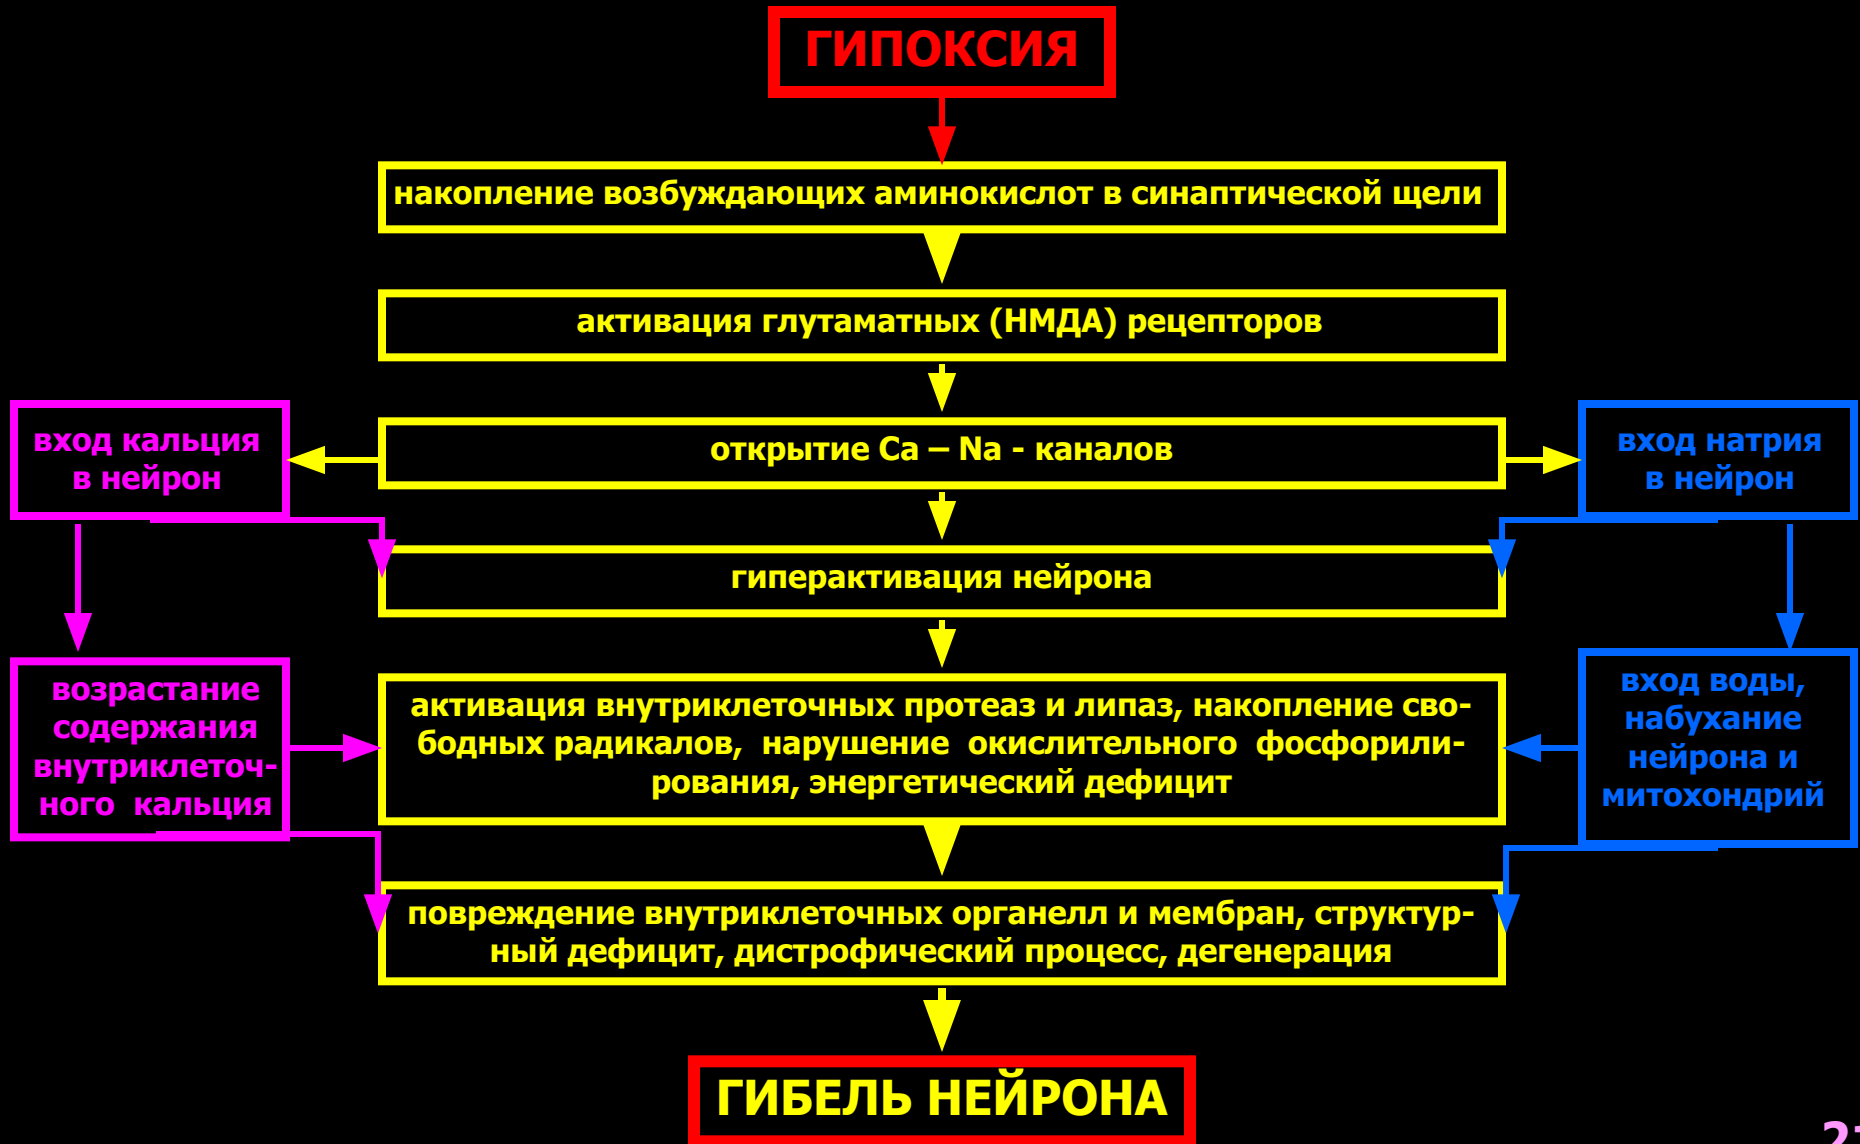 ГИПОКСИЯ
накопление возбуждающих аминокислот в синаптической щели
активация глутаматных (НМДА) рецепторов
вход кальция
в нейрон
открытие Ca – Na - каналов
вход натрия
в нейрон
гиперактивация нейрона
возрастание
содержания
внутриклеточ-
ного кальция
активация внутриклеточных протеаз и липаз, накопление сво-
бодных радикалов, нарушение окислительного фосфорили-
рования, энергетический дефицит
вход воды,
набухание
нейрона и
митохондрий
повреждение внутриклеточных органелл и мембран, структур-
ный дефицит, дистрофический процесс, дегенерация
ГИБЕЛЬ НЕЙРОНА